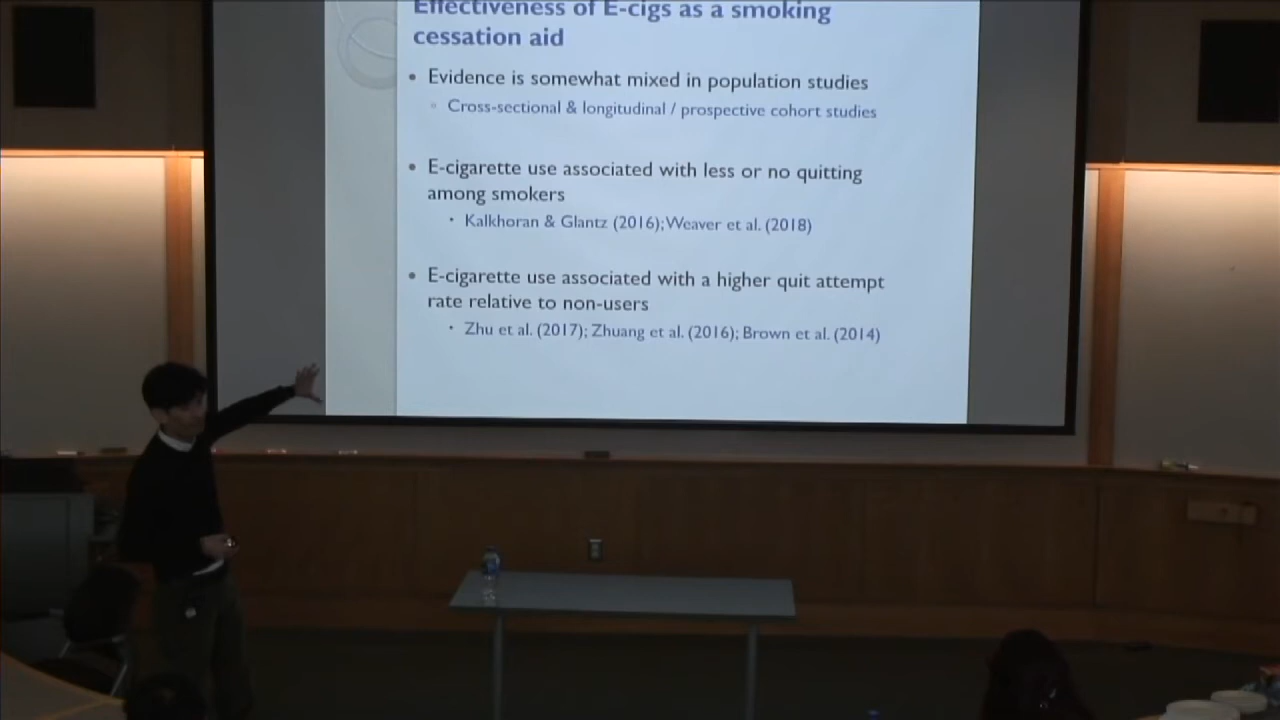 Effectiveness of E-cigs as a smoking
cessation aid
• Evidence is somewhat mixed in population studies
◦ Cross-sectional & longitudinal / prospective cohort studies
• E-cigarette use associated with less or no quitting
among smokers
• Kalkhoran & Glantz (2016); Weaver et al. (2018)
• E-cigarette use associated with a higher quit attempt
rate relative to non-users
• Zhu et al. (2017); Zhuang et al. (2016); Brown et al. (2014)